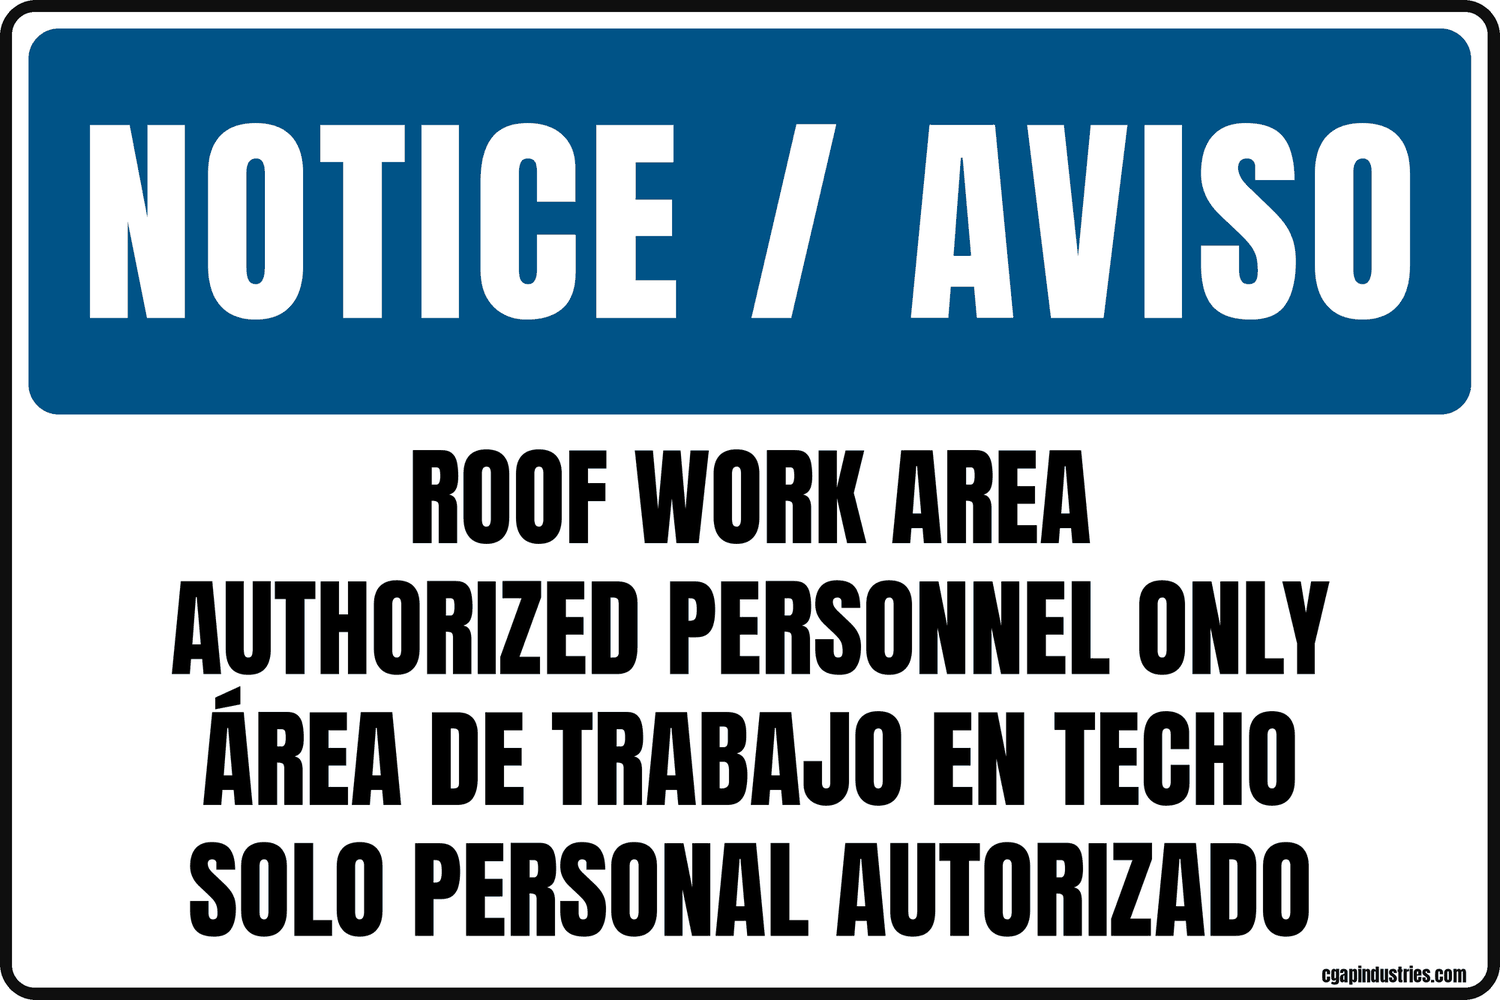 NOTICE / AVISO
ROOF WORK AREA
AUTHORIZED PERSONNEL ONLY
ÁREA DE TRABAJO EN TECHO
SOLO PERSONAL AUTORIZADO
cgapindustries.com